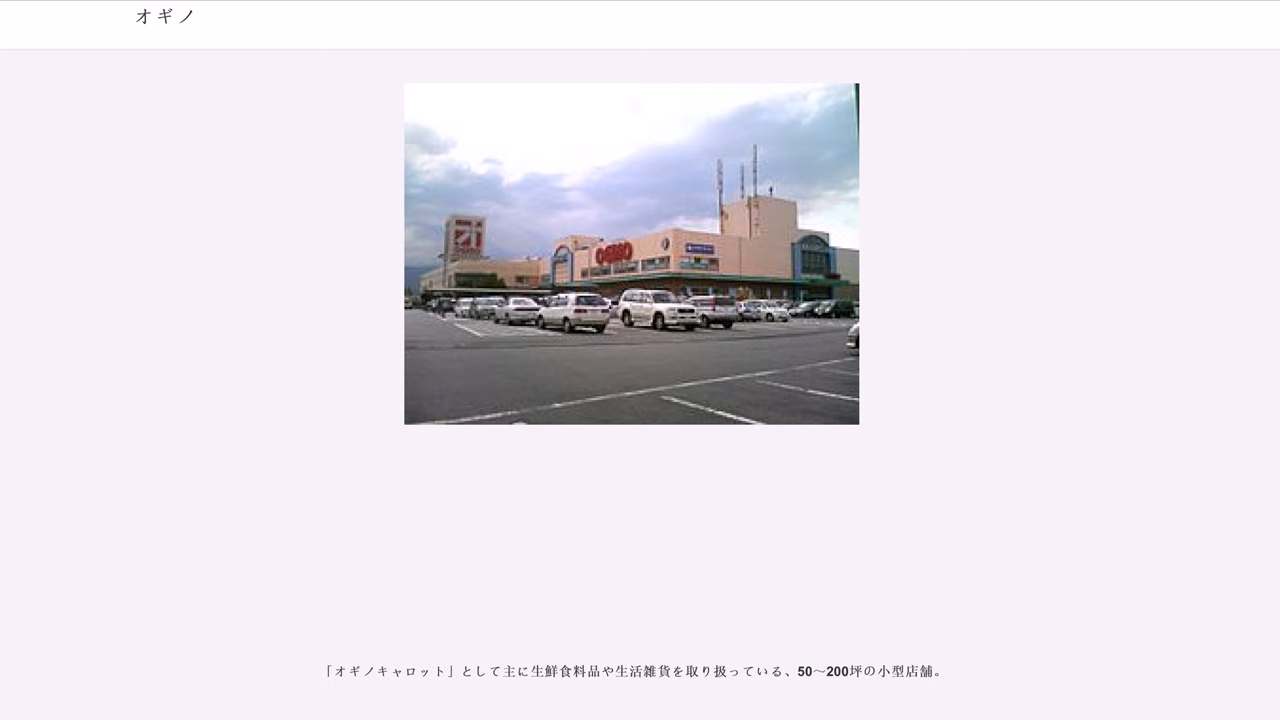 オギノ
OGINO
「オギノキャロット」として主に生鮮食料品や生活雑貨を取り扱っている、50〜200坪の小型店舗。